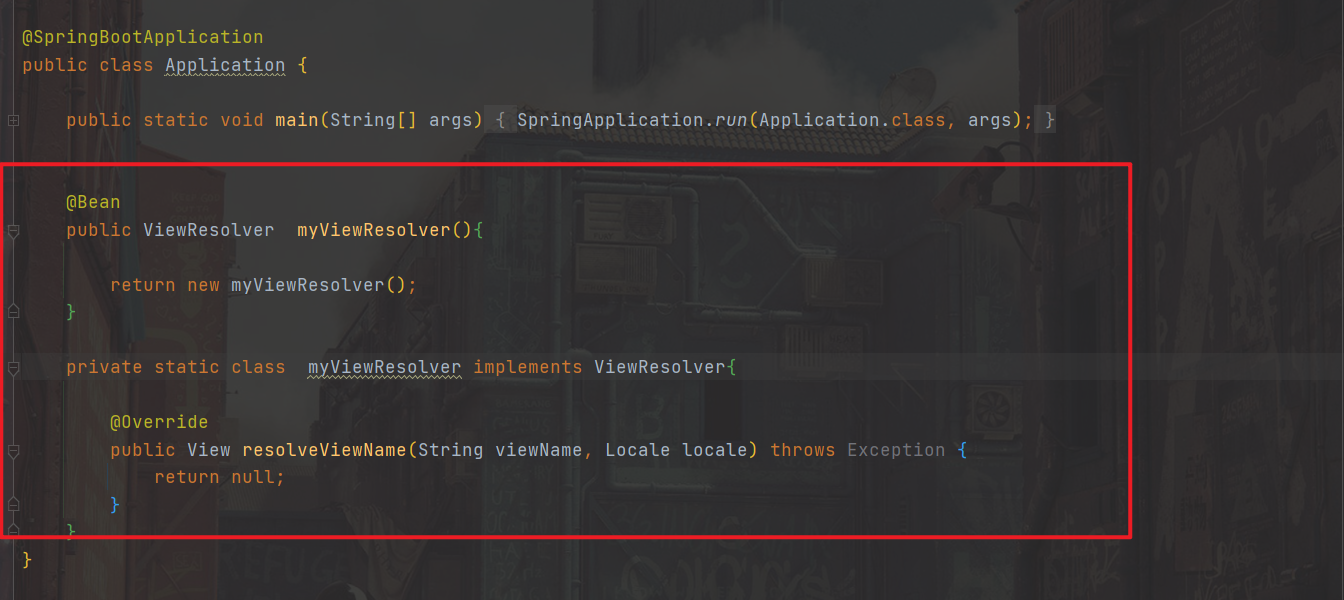 @SpringBootApplication
public class Application {
public static void main(String[] args) { SpringApplication.run(Application.class, args); }
@Bean
public ViewResolver  myViewResolver(){
return new myViewResolver();
}
private static class  myViewResolver implements ViewResolver{
@Override
public View resolveViewName(String viewName, Locale locale) throws Exception {
return null;
}
}
}